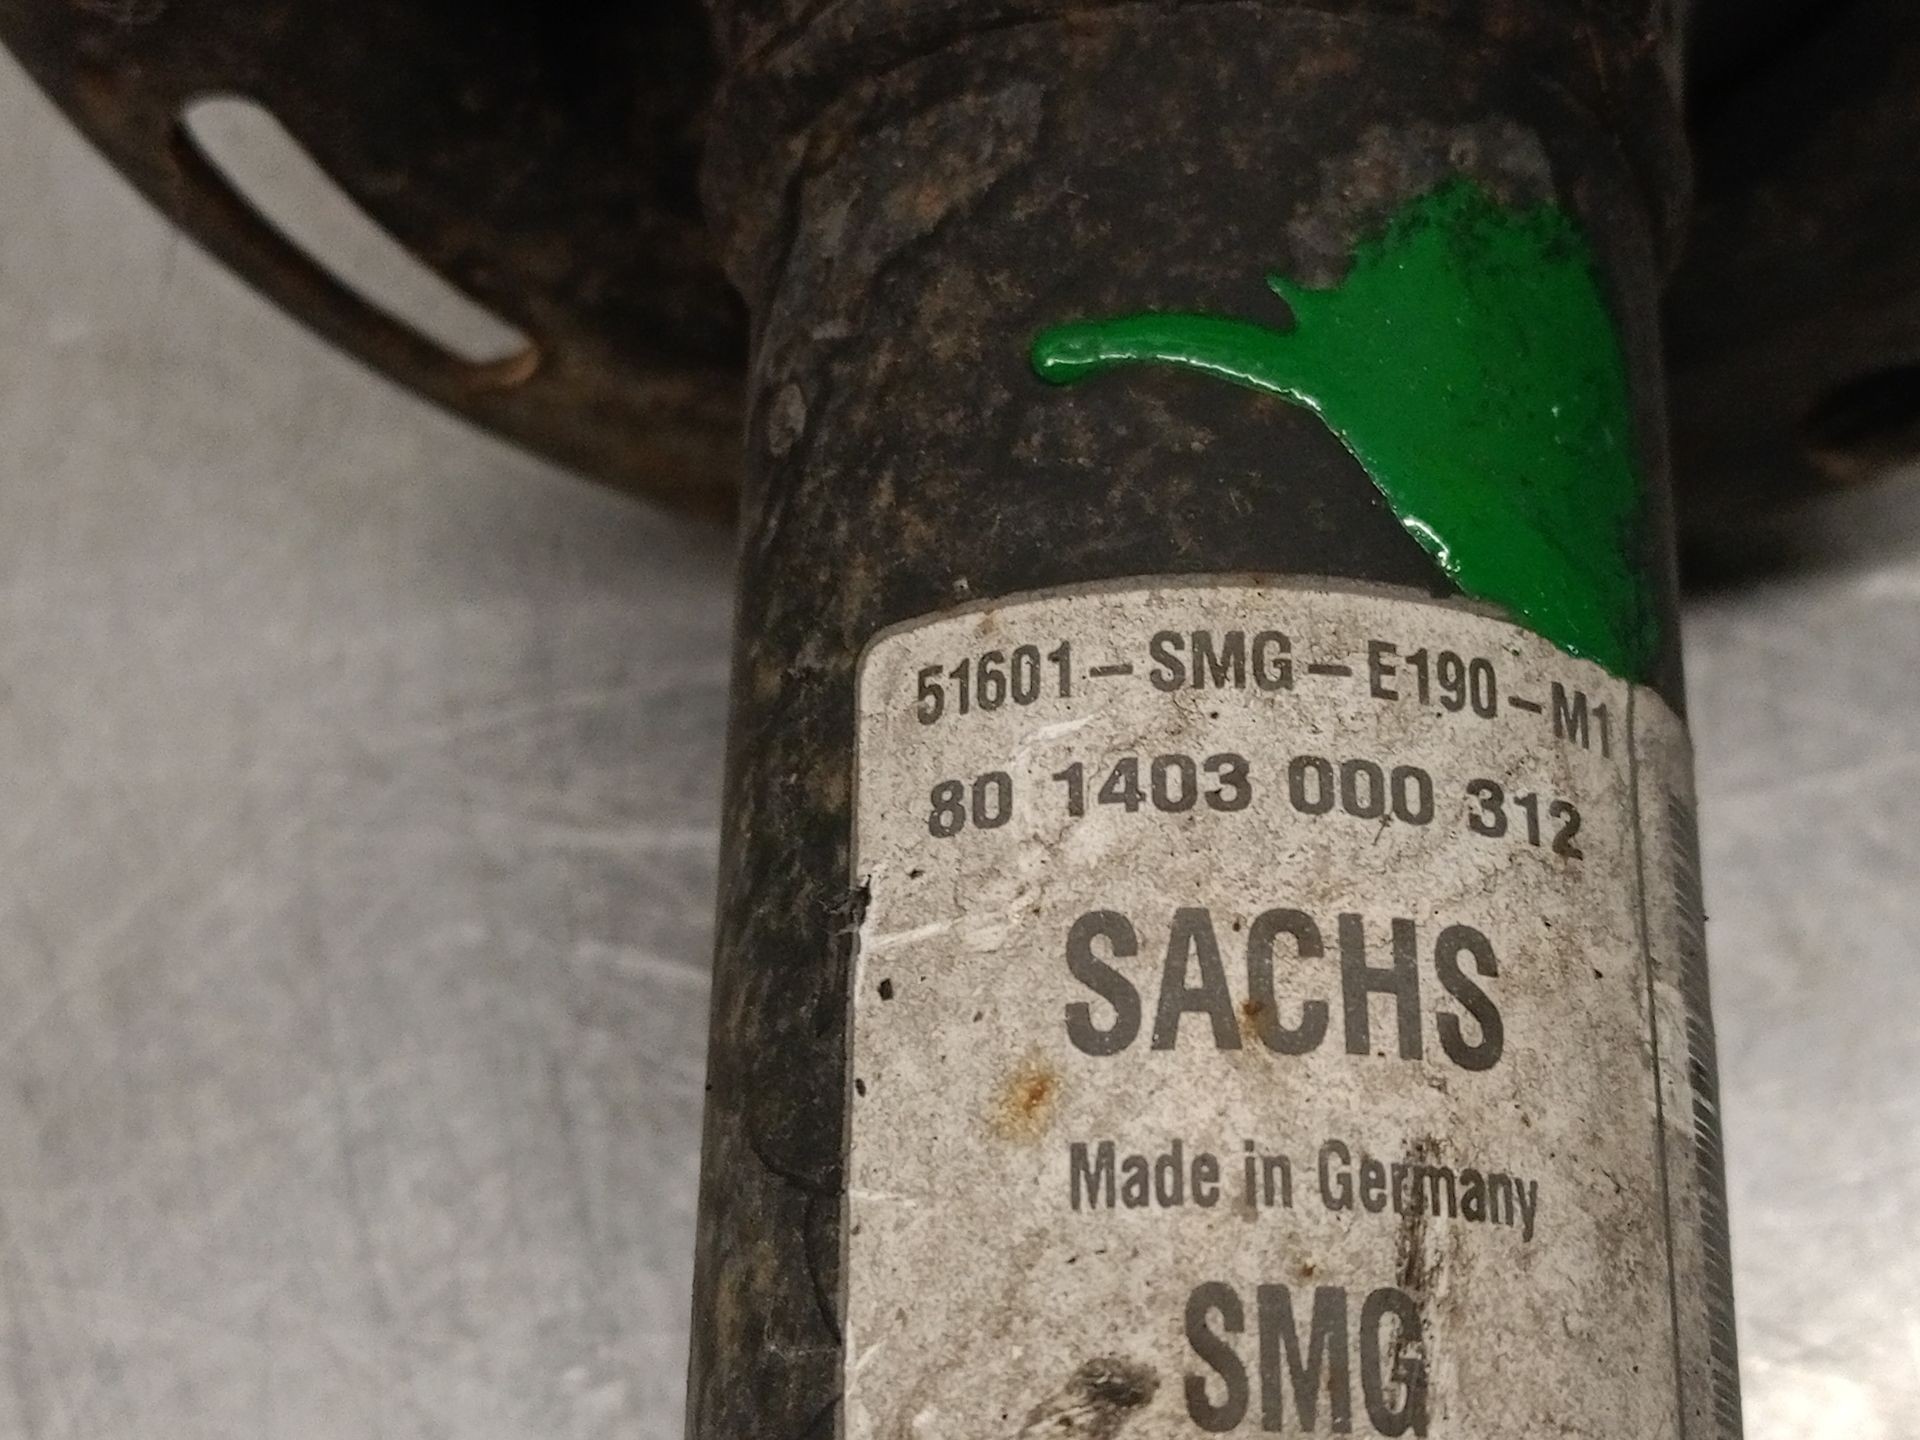 51601-SMG-E190-M1
80 1403 000 312
SACHS
Made in Germany
SMG